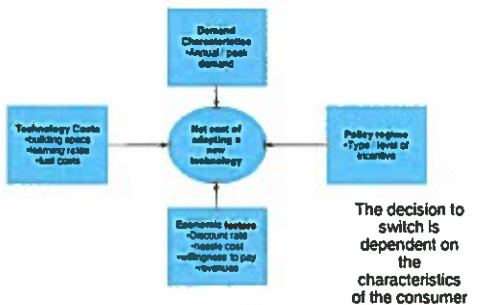 Demand
Characteristics
•Annual / peak
demand
Technology Costs
•building specs
•learning rates
•fuel costs
Net cost of
adopting a
new
technology
Policy regime
•Type / level of
incentive
Economic factors
•Discount rate
•hassle cost
•willingness to pay
•revenues
The decision to
switch is
dependent on
the
characteristics
of the consumer